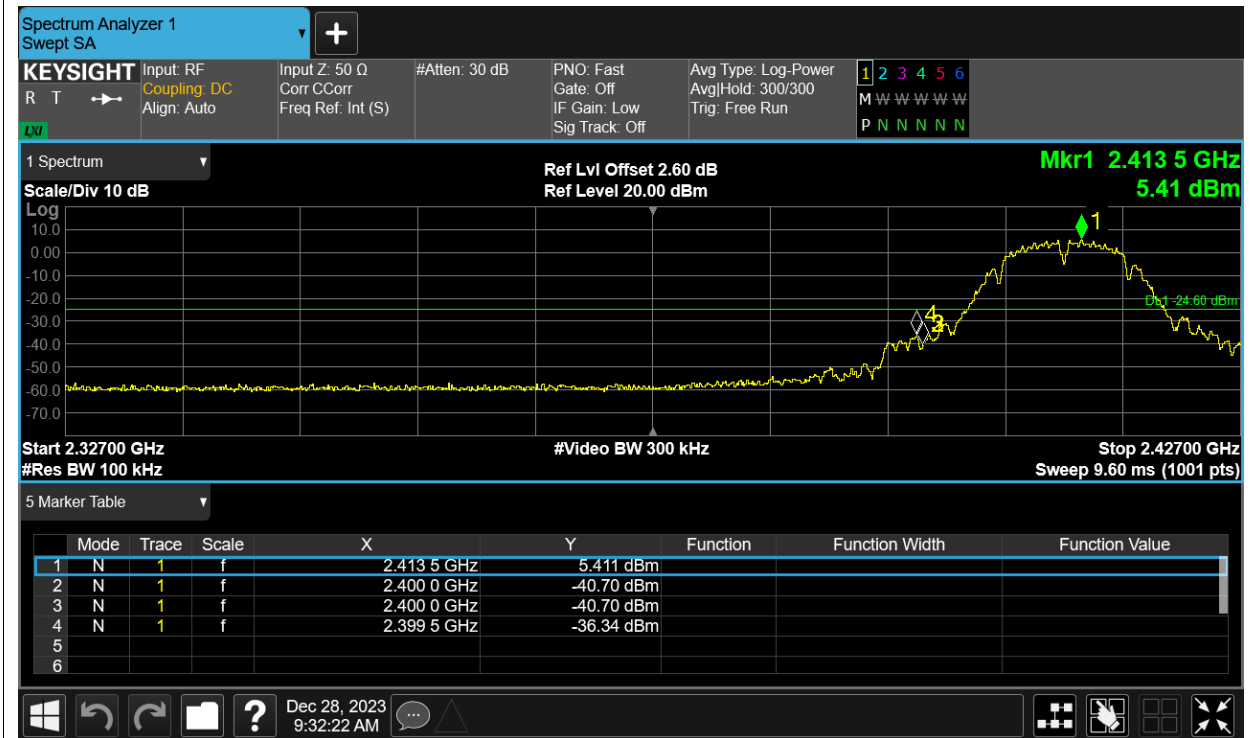 Spectrum Analyzer 1
Swept SA
+
KEYSIGHT
R T
LXI
Input: RF
Coupling: DC
Align: Auto
Input Z: 50 Ω
Corr CCorr
Freq Ref: Int (S)
#Atten: 30 dB
PNO: Fast
Gate: Off
IF Gain: Low
Sig Track: Off
Avg Type: Log-Power
Avg|Hold: 300/300
Trig: Free Run
1 2 3 4 5 6
M W W W W W
P N N N N N
1 Spectrum
Scale/Div 10 dB
Ref Lvl Offset 2.60 dB
Ref Level 20.00 dBm
Mkr1 2.413 5 GHz
5.41 dBm
Log
10.0
0.00
-10.0
-20.0
-30.0
-40.0
-50.0
-60.0
-70.0
1
DL1 -24.60 dBm
4
3
Start 2.32700 GHz
#Video BW 300 kHz
Stop 2.42700 GHz
#Res BW 100 kHz
Sweep 9.60 ms (1001 pts)
5 Marker Table
Mode Trace Scale X Y Function Function Width Function Value
1 N 1 f 2.413 5 GHz 5.411 dBm
2 N 1 f 2.400 0 GHz -40.70 dBm
3 N 1 f 2.400 0 GHz -40.70 dBm
4 N 1 f 2.399 5 GHz -36.34 dBm
5
6
?
Dec 28, 2023
9:32:22 AM